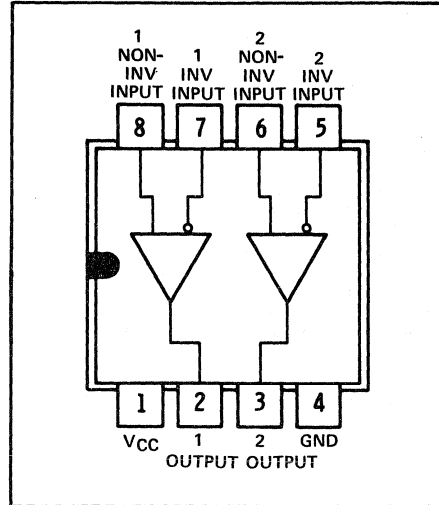 1 NON-INV INPUT
1 INV INPUT
2 NON-INV INPUT
2 INV INPUT
8 7 6 5
1 2 3 4
VCC 1 2 GND
OUTPUT OUTPUT